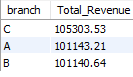 branch Total_Revenue
C 105303.53
A 101143.21
B 101140.64